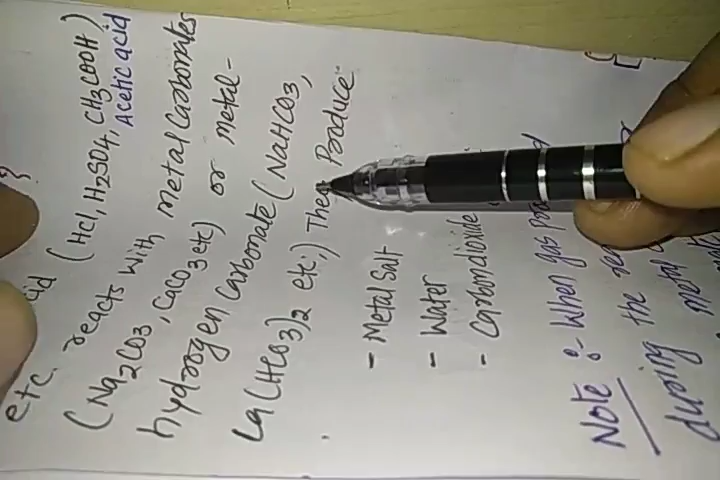 etc.
id (HCl, H2SO4, CH3COOH)
Acetic acid
reacts with metal Carbonates
(Na2CO3, CaCO3 etc) or metal-
hydrogen Carbonate (NaHCO3,
Ca(HCO3)2 etc,) They Produce
- Metal Salt
- Water
- Carbondioxide
Note :- When gas
during the